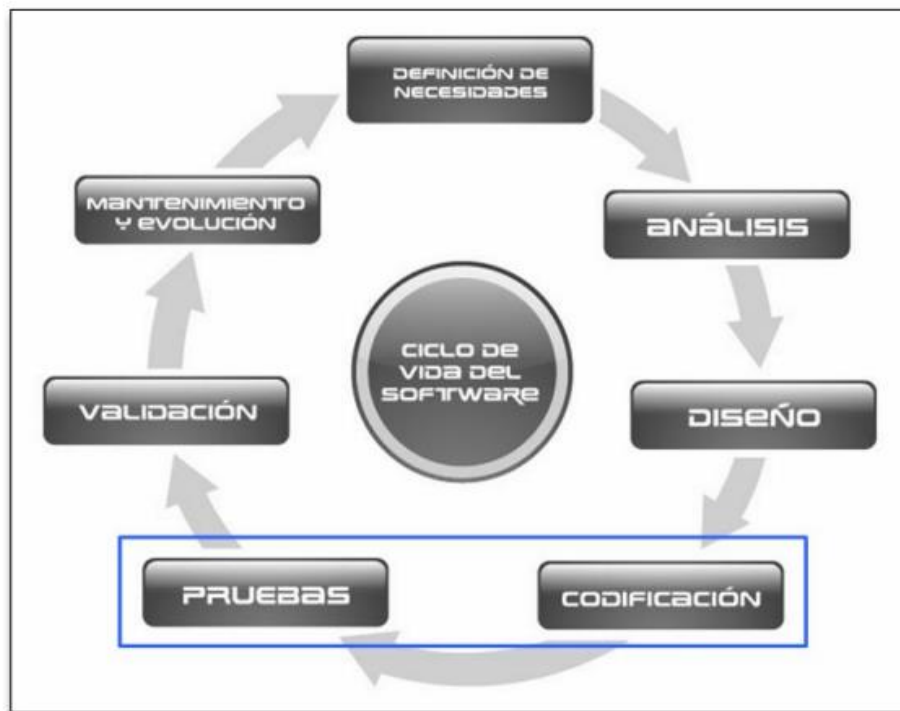 DEFINICIÓN DE
NECESIDADES
ANÁLISIS
DISEÑO
CODIFICACIÓN
PRUEBAS
VALIDACIÓN
MANTENIMIENTO
Y EVOLUCIÓN
CICLO DE
VIDA DEL
SOFTWARE